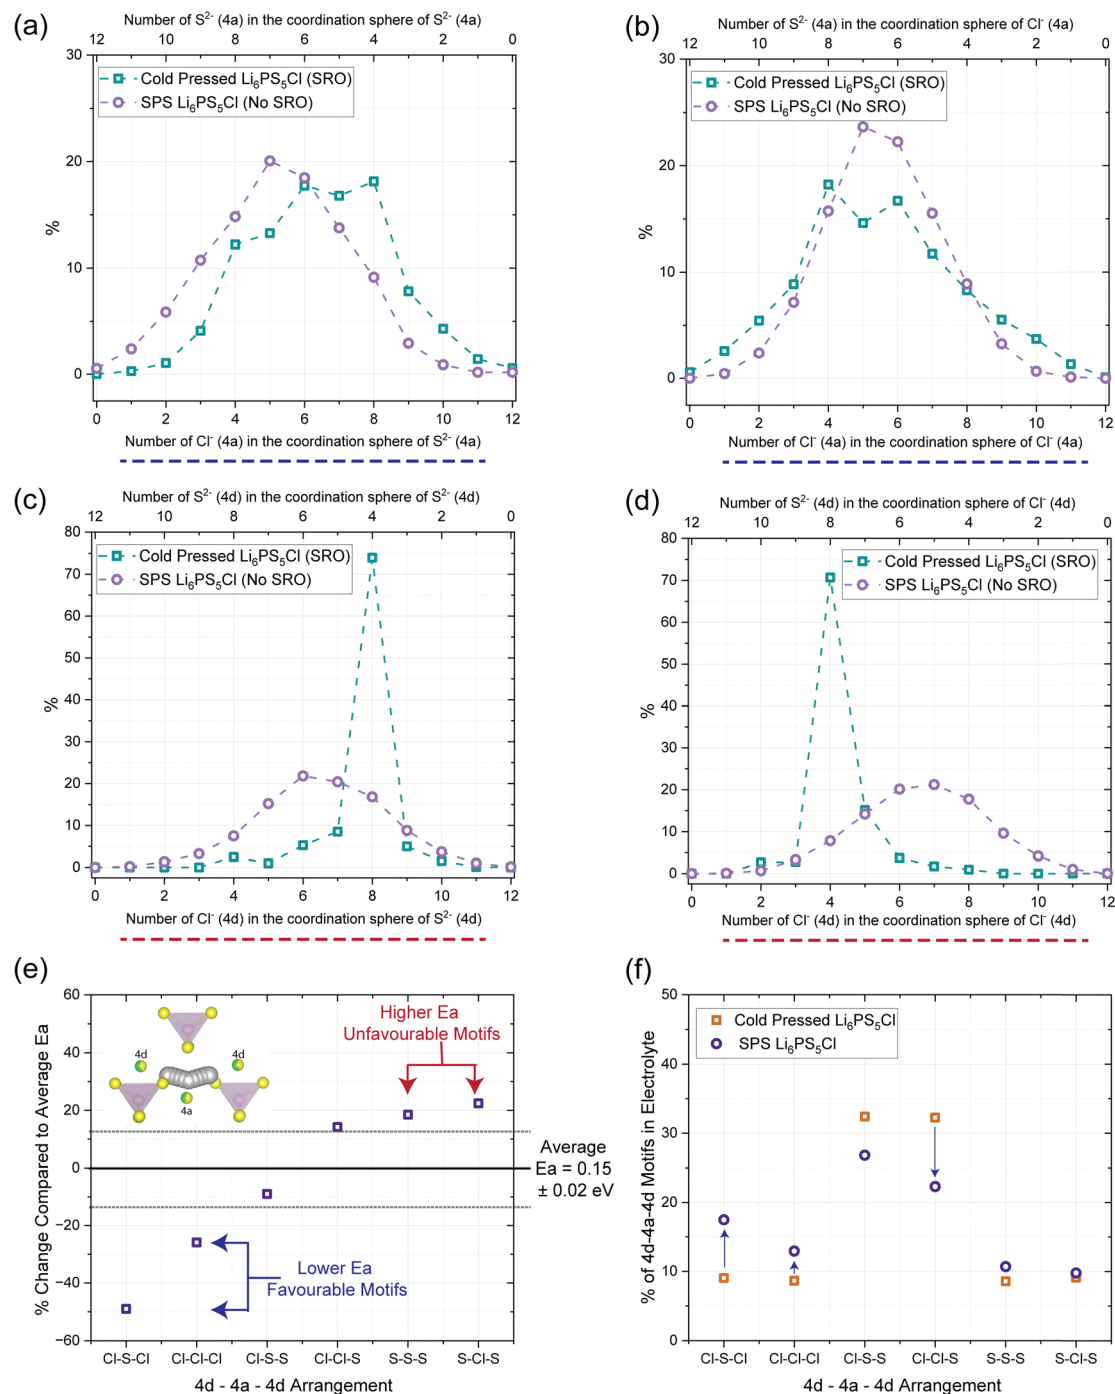 (a)
Number of S²⁻ (4a) in the coordination sphere of S²⁻ (4a)
12 10 8 6 4 2 0
Cold Pressed Li₆PS₅Cl (SRO)
SPS Li₆PS₅Cl (No SRO)
30
20
10
0
%
0 2 4 6 8 10 12
Number of Cl⁻ (4a) in the coordination sphere of S²⁻ (4a)
(b)
Number of S²⁻ (4a) in the coordination sphere of Cl⁻ (4a)
12 10 8 6 4 2 0
Cold Pressed Li₆PS₅Cl (SRO)
SPS Li₆PS₅Cl (No SRO)
30
20
10
0
%
0 2 4 6 8 10 12
Number of Cl⁻ (4a) in the coordination sphere of Cl⁻ (4a)
(c)
Number of S²⁻ (4d) in the coordination sphere of S²⁻ (4d)
12 10 8 6 4 2 0
Cold Pressed Li₆PS₅Cl (SRO)
SPS Li₆PS₅Cl (No SRO)
80
70
60
50
40
30
20
10
0
%
0 2 4 6 8 10 12
Number of Cl⁻ (4d) in the coordination sphere of S²⁻ (4d)
(d)
Number of S²⁻ (4d) in the coordination sphere of Cl⁻ (4d)
12 10 8 6 4 2 0
Cold Pressed Li₆PS₅Cl (SRO)
SPS Li₆PS₅Cl (No SRO)
80
70
60
50
40
30
20
10
0
%
0 2 4 6 8 10 12
Number of Cl⁻ (4d) in the coordination sphere of Cl⁻ (4d)
(e)
% Change Compared to Average Ea
60
40
20
0
−20
−40
−60
4d
4d
4a
Higher Ea
Unfavourable Motifs
Lower Ea
Favourable Motifs
Average
Ea = 0.15
± 0.02 eV
Cl-S-Cl Cl-Cl-Cl Cl-S-S Cl-Cl-S S-S-S S-Cl-S
4d - 4a - 4d Arrangement
(f)
% of 4d-4a-4d Motifs in Electrolyte
50
40
30
20
10
0
Cold Pressed Li₆PS₅Cl
SPS Li₆PS₅Cl
Cl-S-Cl Cl-Cl-Cl Cl-S-S Cl-Cl-S S-S-S S-Cl-S
4d - 4a - 4d Arrangement